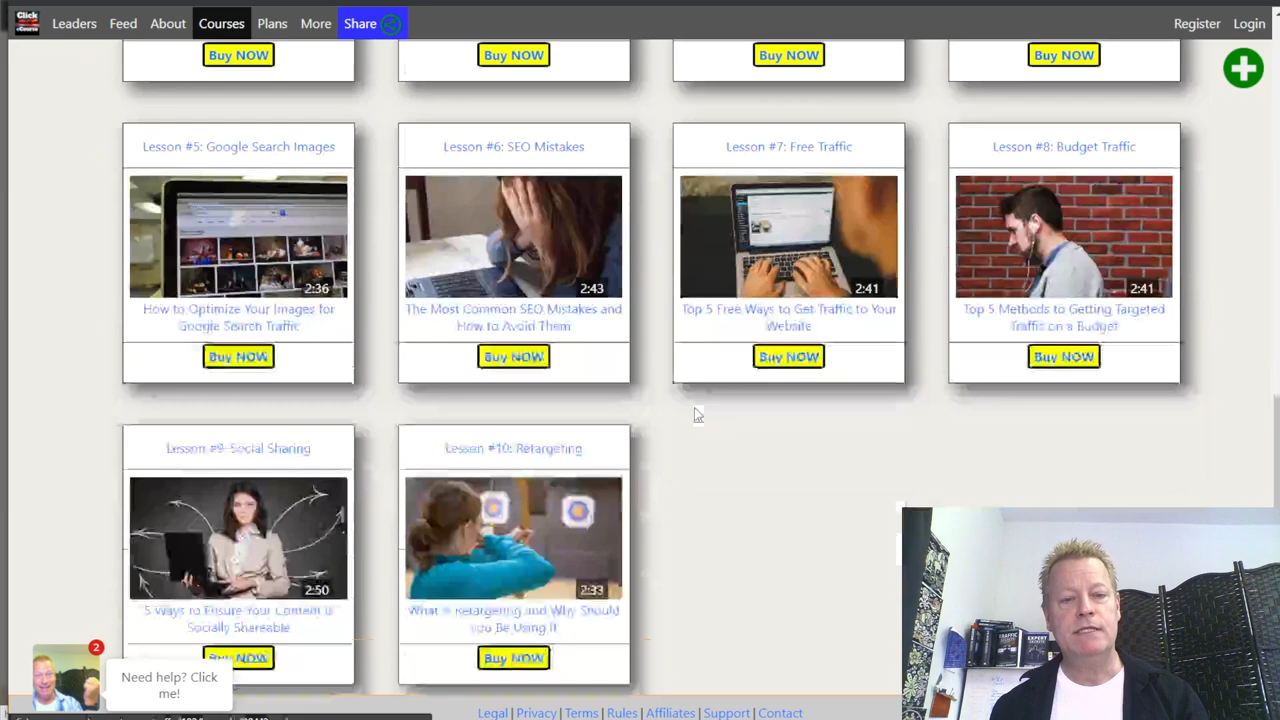 Click
eCourse
Leaders Feed About Courses Plans More Share
Register Login
Buy NOW Buy NOW Buy NOW Buy NOW
Lesson #5: Google Search Images
2:36
How to Optimize Your Images for
Google Search Traffic
Buy NOW
Lesson #6: SEO Mistakes
2:43
The Most Common SEO Mistakes and
How to Avoid Them
Buy NOW
Lesson #7: Free Traffic
2:41
Top 5 Free Ways to Get Traffic to Your
Website
Buy NOW
Lesson #8: Budget Traffic
2:41
Top 5 Methods to Getting Targeted
Traffic on a Budget
Buy NOW
Lesson #9: Social Sharing
2:50
5 Ways to Ensure Your Content is
Socially Shareable
Buy NOW
Lesson #10: Retargeting
2:33
What is Retargeting and Why Should
You Be Using It
Buy NOW
2
Need help? Click
me!
TRAFFIC
EXPERT
Legal | Privacy | Terms | Rules | Affiliates | Support | Contact